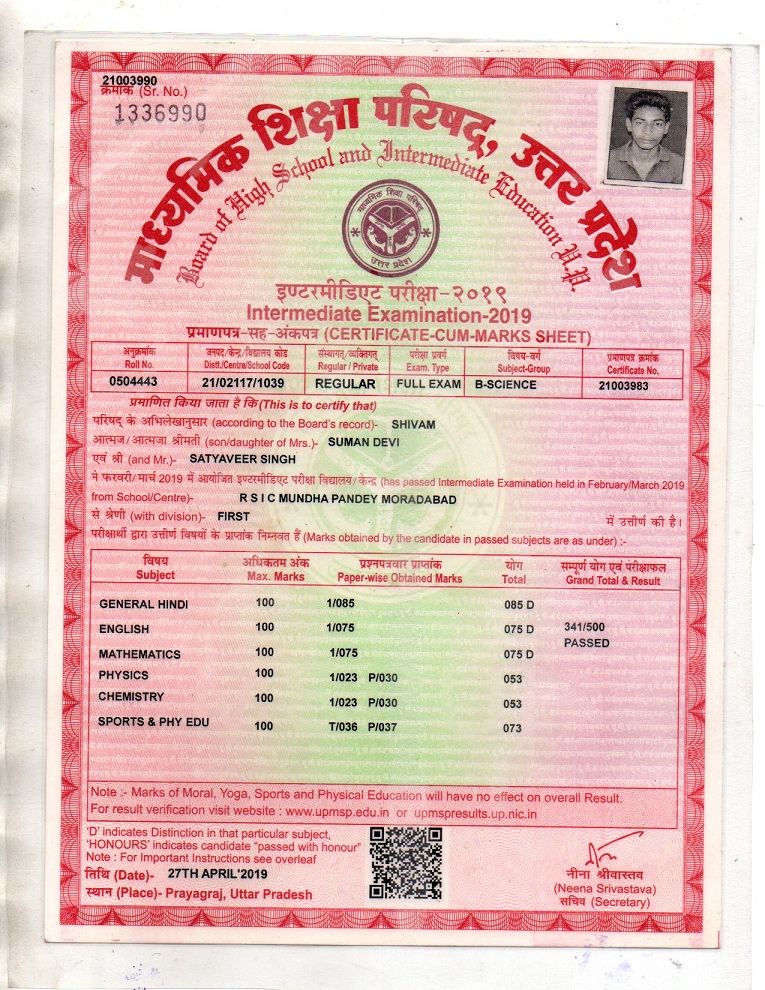 21003990
क्रमांक (Sr. No.)
1336990
माध्यमिक शिक्षा परिषद्, उत्तर प्रदेश
Board of High School and Intermediate Education U.P.
माध्यमिक शिक्षा परिषद्
उत्तर प्रदेश
इण्टरमीडिएट परीक्षा-२०१९
Intermediate Examination-2019
प्रमाणपत्र-सह-अंकपत्र (CERTIFICATE-CUM-MARKS SHEET)
अनुक्रमांक जनपद/केन्द्र/विद्यालय कोड संस्थागत/व्यक्तिगत् परीक्षा प्रवर्ग विषय-वर्ग प्रमाणपत्र क्रमांक
Roll No. Distt./Centre/School Code Regular / Private Exam. Type Subject-Group Certificate No.
0504443 21/02117/1039 REGULAR FULL EXAM B-SCIENCE 21003983
प्रमाणित किया जाता है कि (This is to certify that)
परिषद् के अभिलेखानुसार (according to the Board's record)- SHIVAM
आत्मज/आत्मजा श्रीमती (son/daughter of Mrs.)- SUMAN DEVI
एवं श्री (and Mr.)- SATYAVEER SINGH
ने फरवरी/ मार्च 2019 में आयोजित इण्टरमीडिएट परीक्षा विद्यालय/ केन्द्र (has passed Intermediate Examination held in February/March 2019
from School/Centre)- R S I C MUNDHA PANDEY MORADABAD
से श्रेणी (with division)- FIRST में उत्तीर्ण की है।
परीक्षार्थी द्वारा उत्तीर्ण विषयों के प्राप्तांक निम्नवत हैं (Marks obtained by the candidate in passed subjects are as under) :-
विषय अधिकतम अंक प्रश्नपत्रवार प्राप्तांक योग सम्पूर्ण योग एवं परीक्षाफल
Subject Max. Marks Paper-wise Obtained Marks Total Grand Total & Result
GENERAL HINDI 100 1/085 085 D
ENGLISH 100 1/075 075 D 341/500
PASSED
MATHEMATICS 100 1/075 075 D
PHYSICS 100 1/023 P/030 053
CHEMISTRY 100 1/023 P/030 053
SPORTS & PHY EDU 100 T/036 P/037 073
Note :- Marks of Moral, Yoga, Sports and Physical Education will have no effect on overall Result.
For result verification visit website : www.upmsp.edu.in or upmspresults.up.nic.in
'D' indicates Distinction in that particular subject,
'HONOURS' indicates candidate "passed with honour"
Note : For Important Instructions see overleaf
तिथि (Date)- 27TH APRIL'2019
स्थान (Place)- Prayagraj, Uttar Pradesh
नीना श्रीवास्तव
(Neena Srivastava)
सचिव (Secretary)